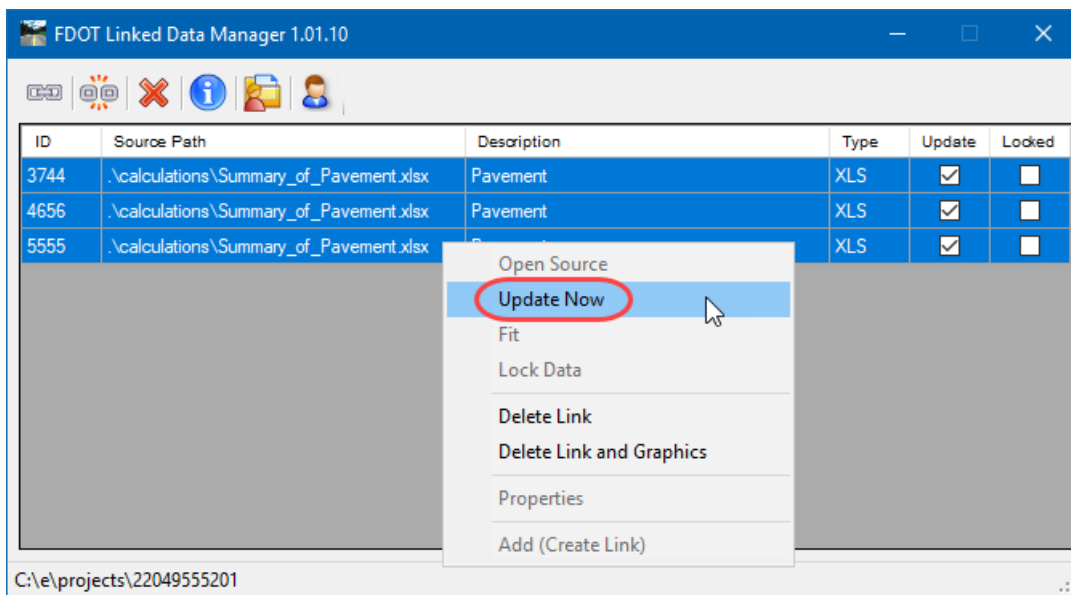 FDOT Linked Data Manager 1.01.10
ID Source Path Description Type Update Locked
3744 .\calculations\Summary_of_Pavement.xlsx Pavement XLS
4656 .\calculations\Summary_of_Pavement.xlsx Pavement XLS
5555 .\calculations\Summary_of_Pavement.xlsx XLS
Open Source
Update Now
Fit
Lock Data
Delete Link
Delete Link and Graphics
Properties
Add (Create Link)
C:\e\projects\22049555201